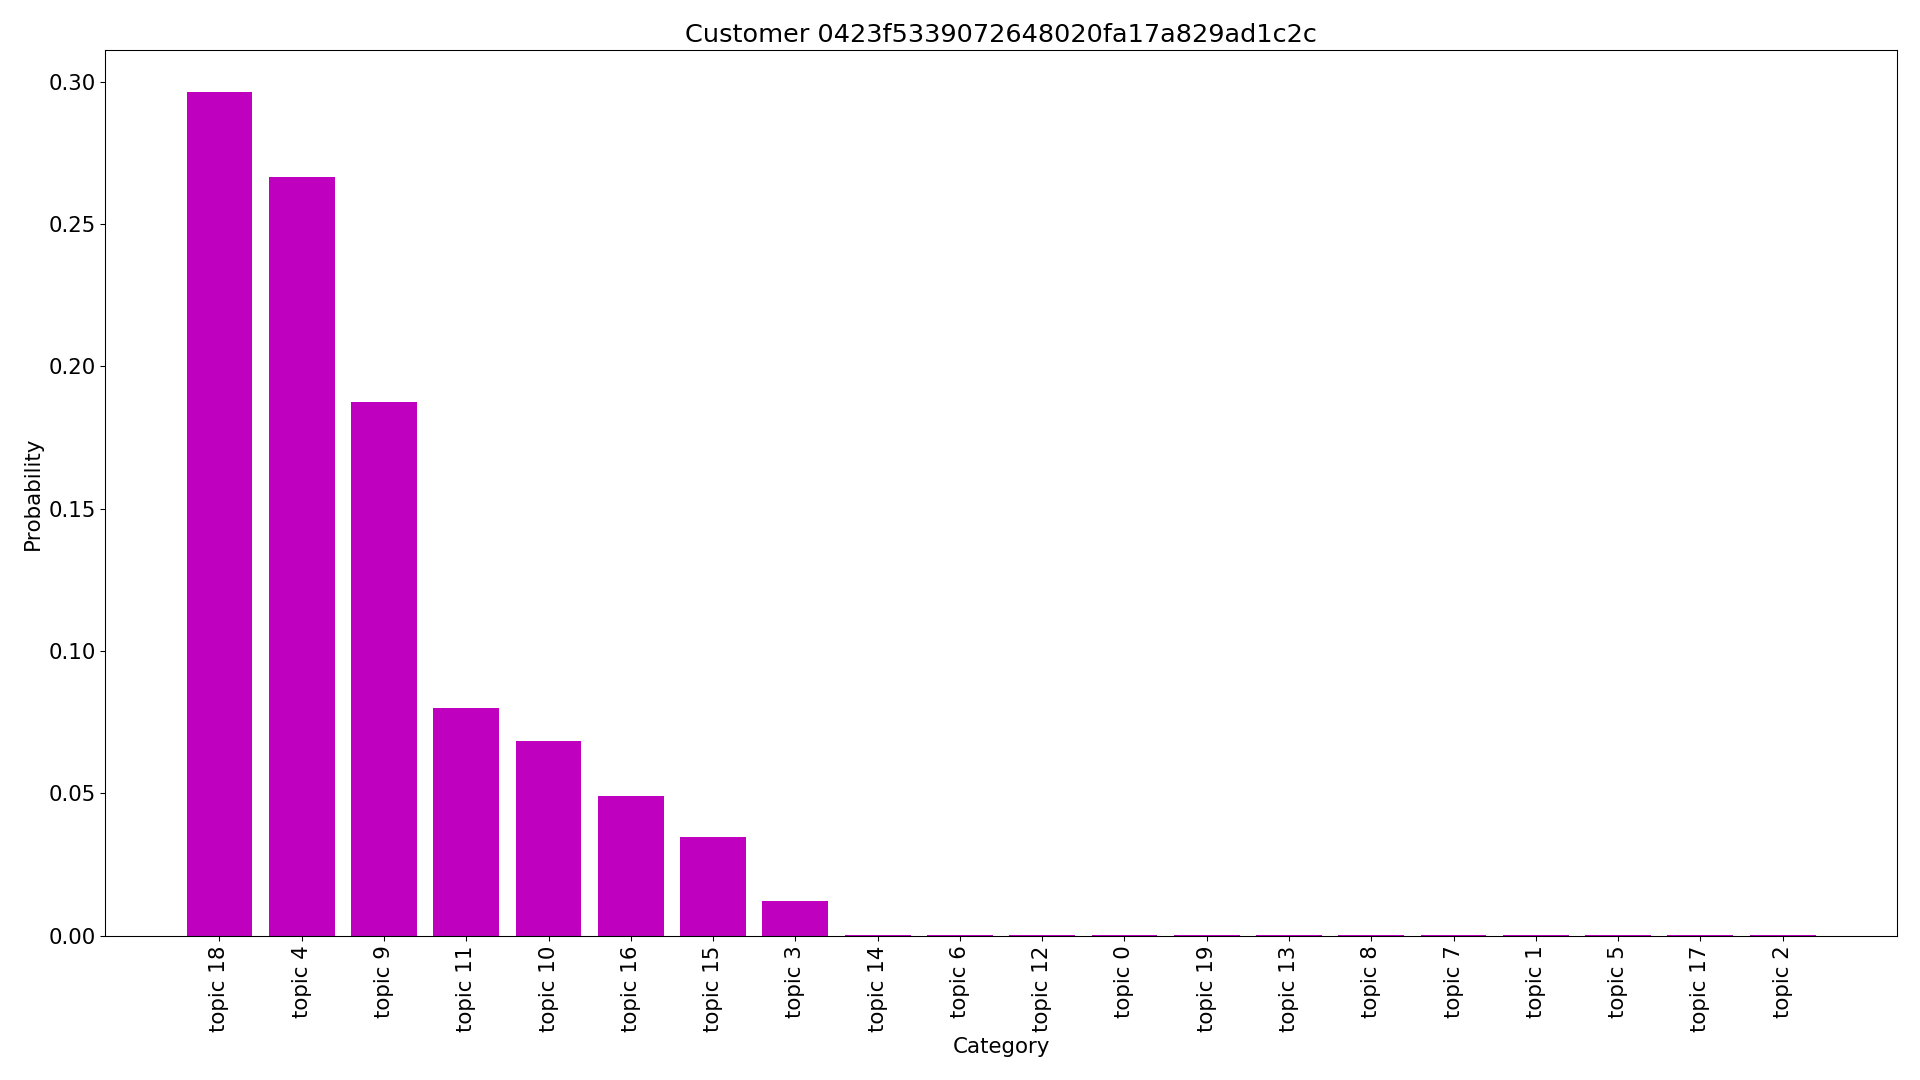 Customer 0423f5339072648020fa17a829ad1c2c
Probability
0.30
0.25
0.20
0.15
0.10
0.05
0.00
topic 18
topic 4
topic 9
topic 11
topic 10
topic 16
topic 15
topic 3
topic 14
topic 6
topic 12
topic 0
topic 19
topic 13
topic 8
topic 7
topic 1
topic 5
topic 17
topic 2
Category